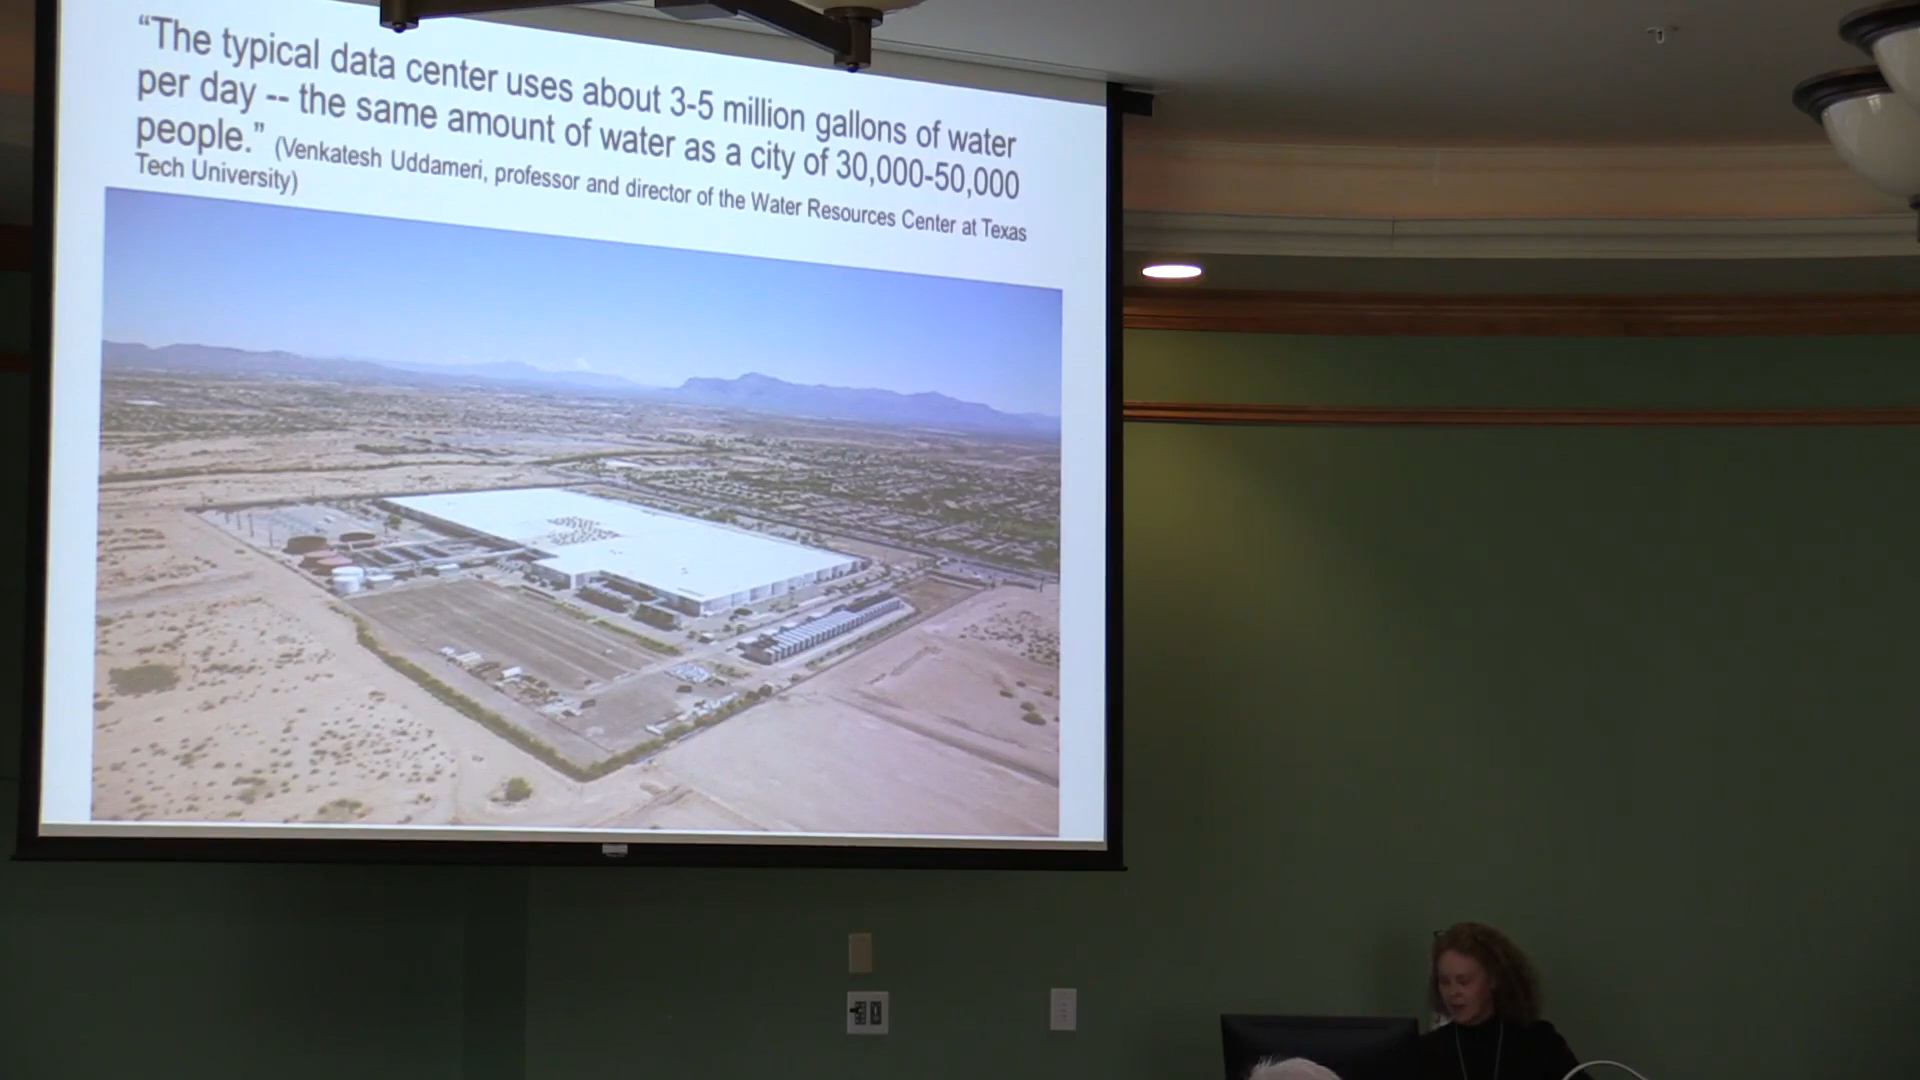 “The typical data center uses about 3-5 million gallons of water
per day -- the same amount of water as a city of 30,000-50,000
people.” (Venkatesh Uddameri, professor and director of the Water Resources Center at Texas
Tech University)